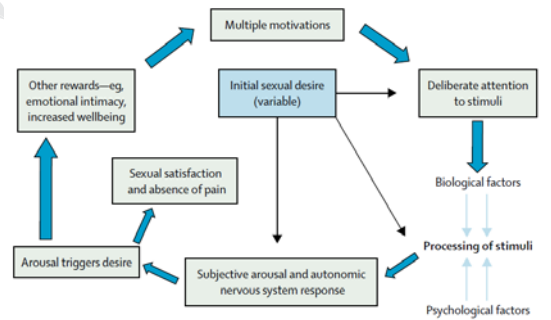 Multiple motivations
Other rewards—eg,
emotional intimacy,
increased wellbeing
Initial sexual desire
(variable)
Deliberate attention
to stimuli
Sexual satisfaction
and absence of pain
Biological factors
Processing of stimuli
Arousal triggers desire
Subjective arousal and autonomic
nervous system response
Psychological factors